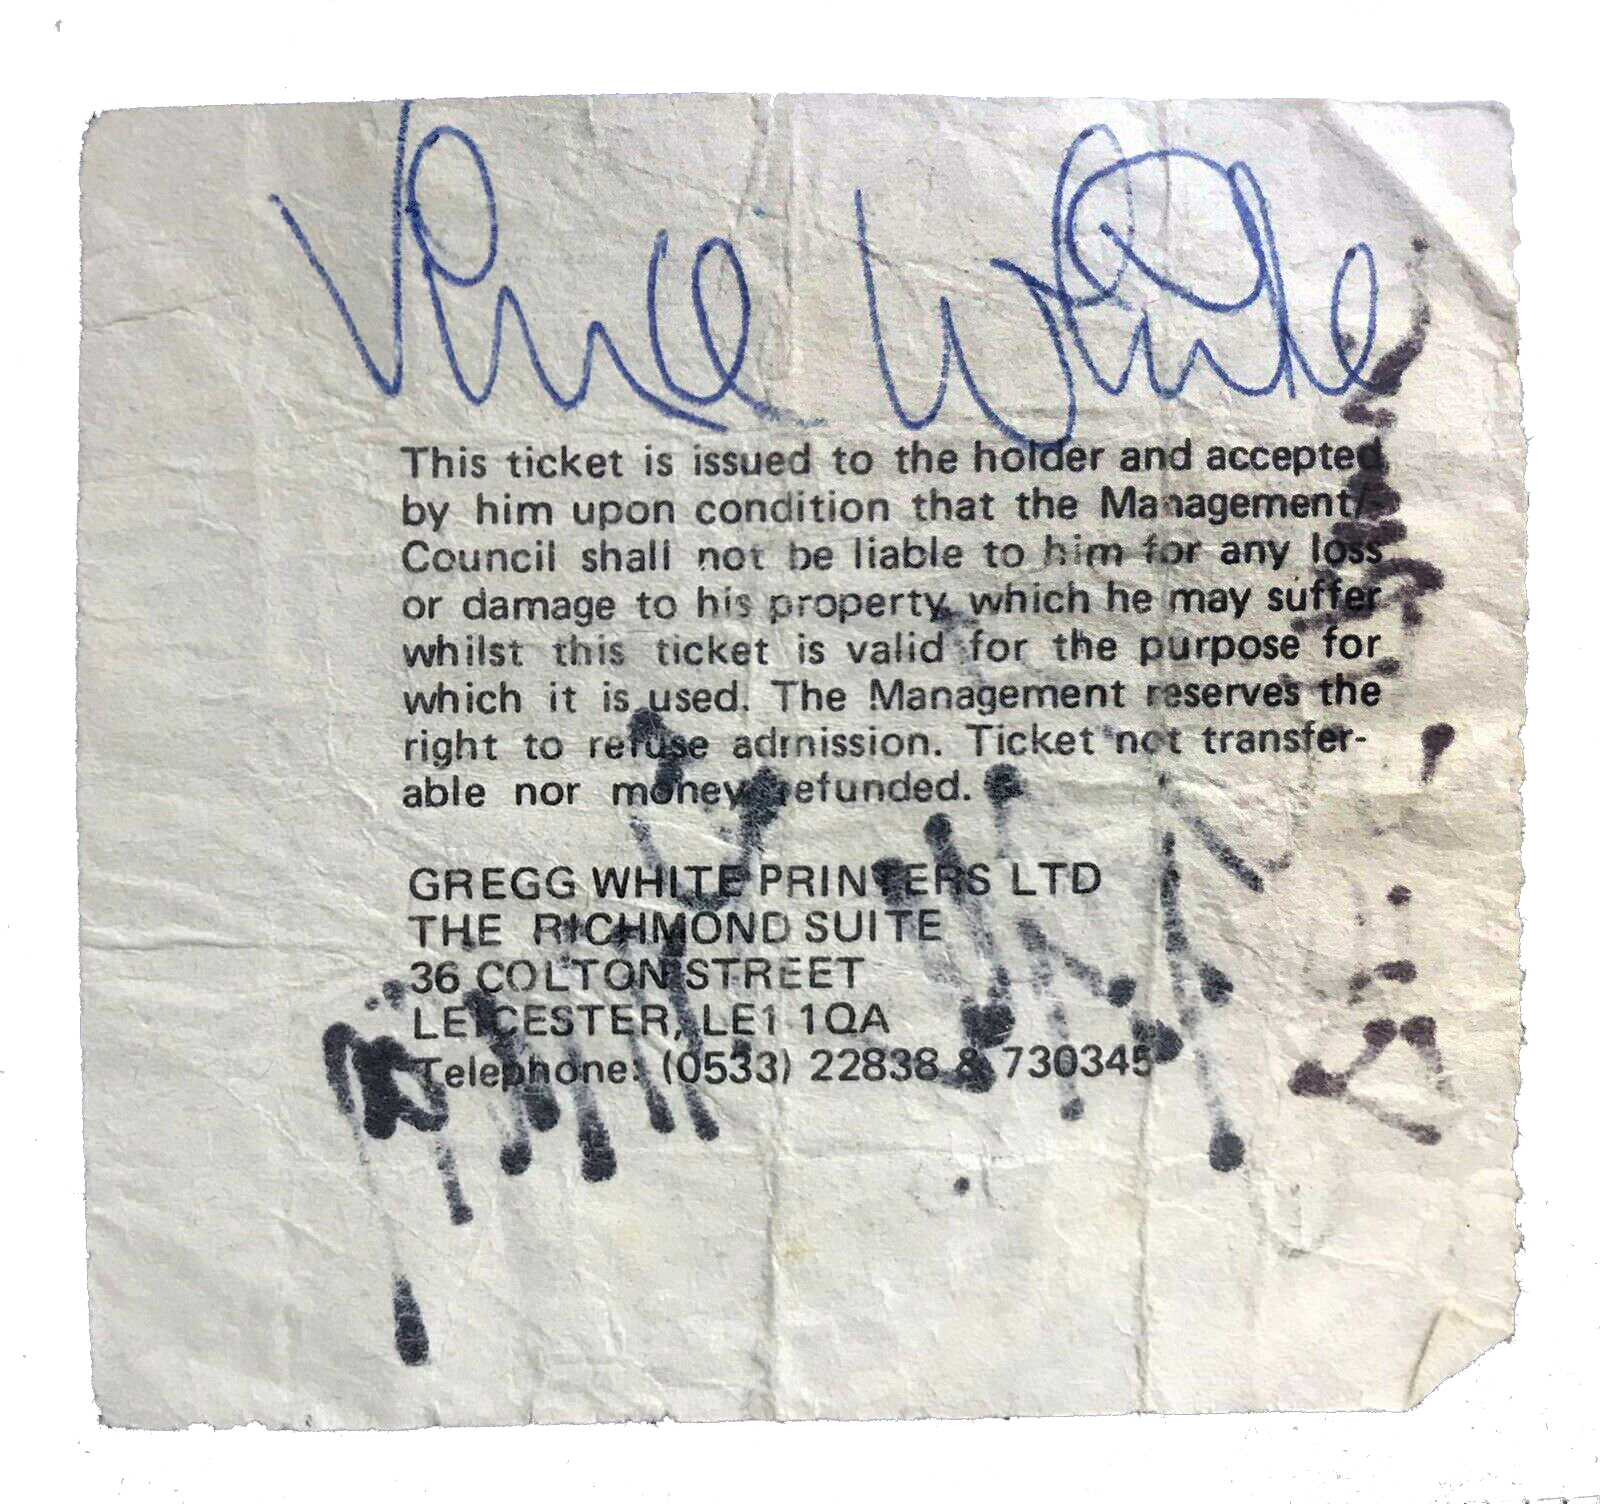 Vince White
This ticket is issued to the holder and accepted
by him upon condition that the Management/
Council shall not be liable to him for any loss
or damage to his property, which he may suffer
whilst this ticket is valid for the purpose for
which it is used. The Management reserves the
right to refuse admission. Ticket not transfer-
able nor money refunded.
GREGG WHITE PRINTERS LTD
THE RICHMOND SUITE
36 COLTON STREET
LEICESTER, LE1 1QA
Telephone: (0533) 22838 & 730345